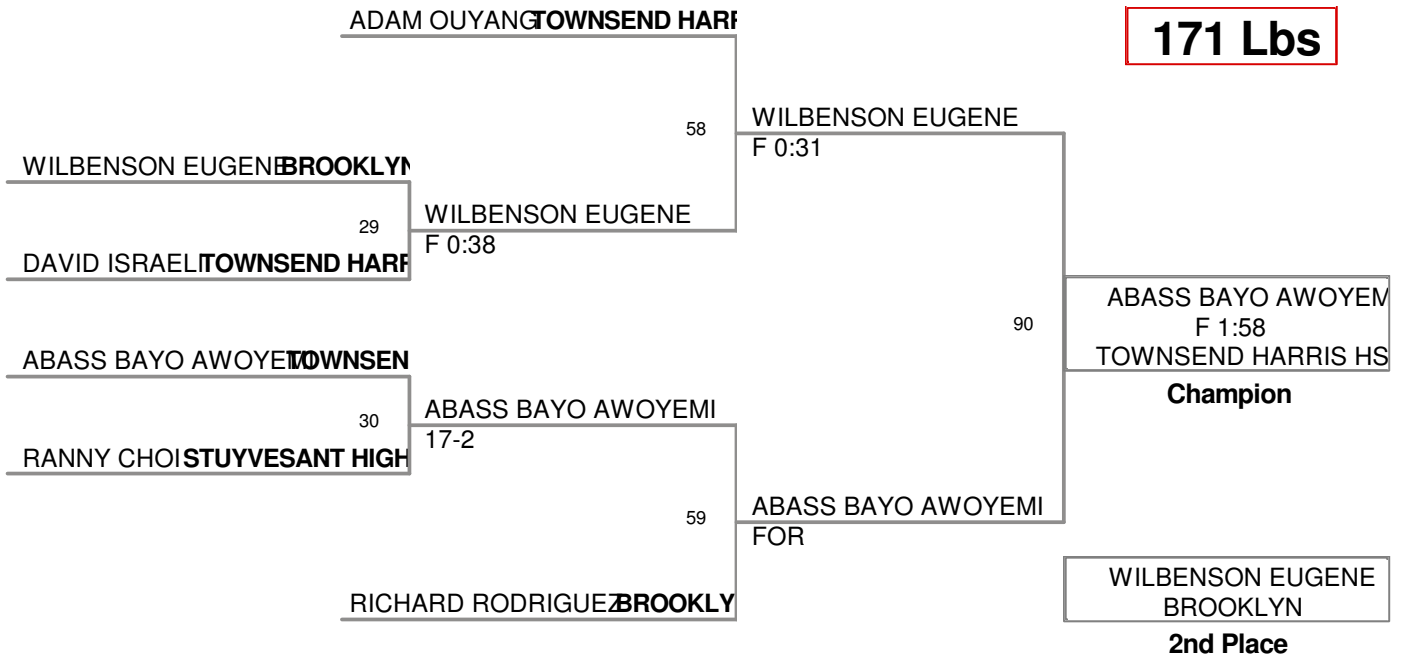 ADAM OUYANG TOWNSEND HARR
171 Lbs
58
WILBENSON EUGENE
F 0:31
WILBENSON EUGENE BROOKLYN
29
WILBENSON EUGENE
F 0:38
DAVID ISRAELI TOWNSEND HARR
90
ABASS BAYO AWOYEM
F 1:58
TOWNSEND HARRIS HS
Champion
ABASS BAYO AWOYEMI TOWNSEN
30
ABASS BAYO AWOYEMI
17-2
RANNY CHOI STUYVESANT HIGH
59
ABASS BAYO AWOYEMI
FOR
RICHARD RODRIGUEZ BROOKLY
WILBENSON EUGENE
BROOKLYN
2nd Place